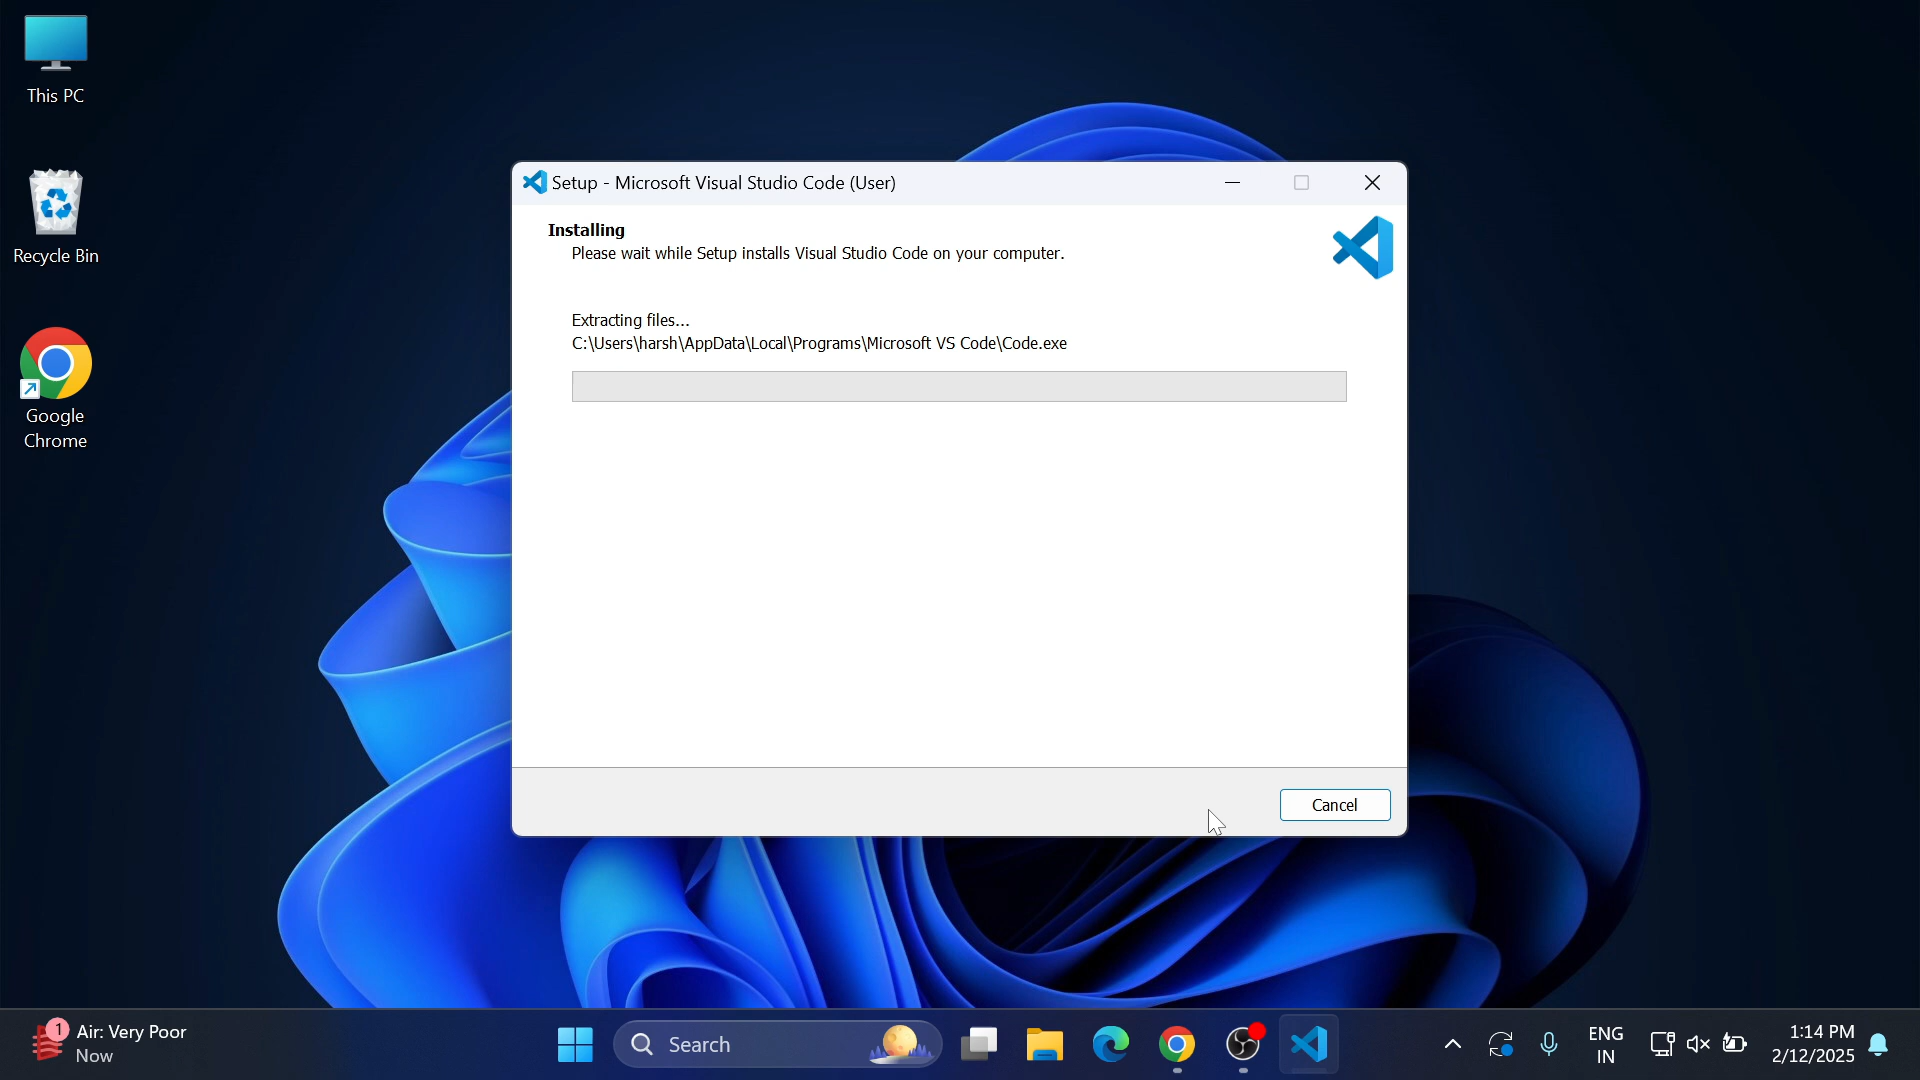 This PC
Recycle Bin
Google
Chrome
Setup - Microsoft Visual Studio Code (User)
Installing
Please wait while Setup installs Visual Studio Code on your computer.
Extracting files...
C:\Users\harsh\AppData\Local\Programs\Microsoft VS Code\Code.exe
Cancel
1
Air: Very Poor
Now
Search
ENG
IN
1:14 PM
2/12/2025